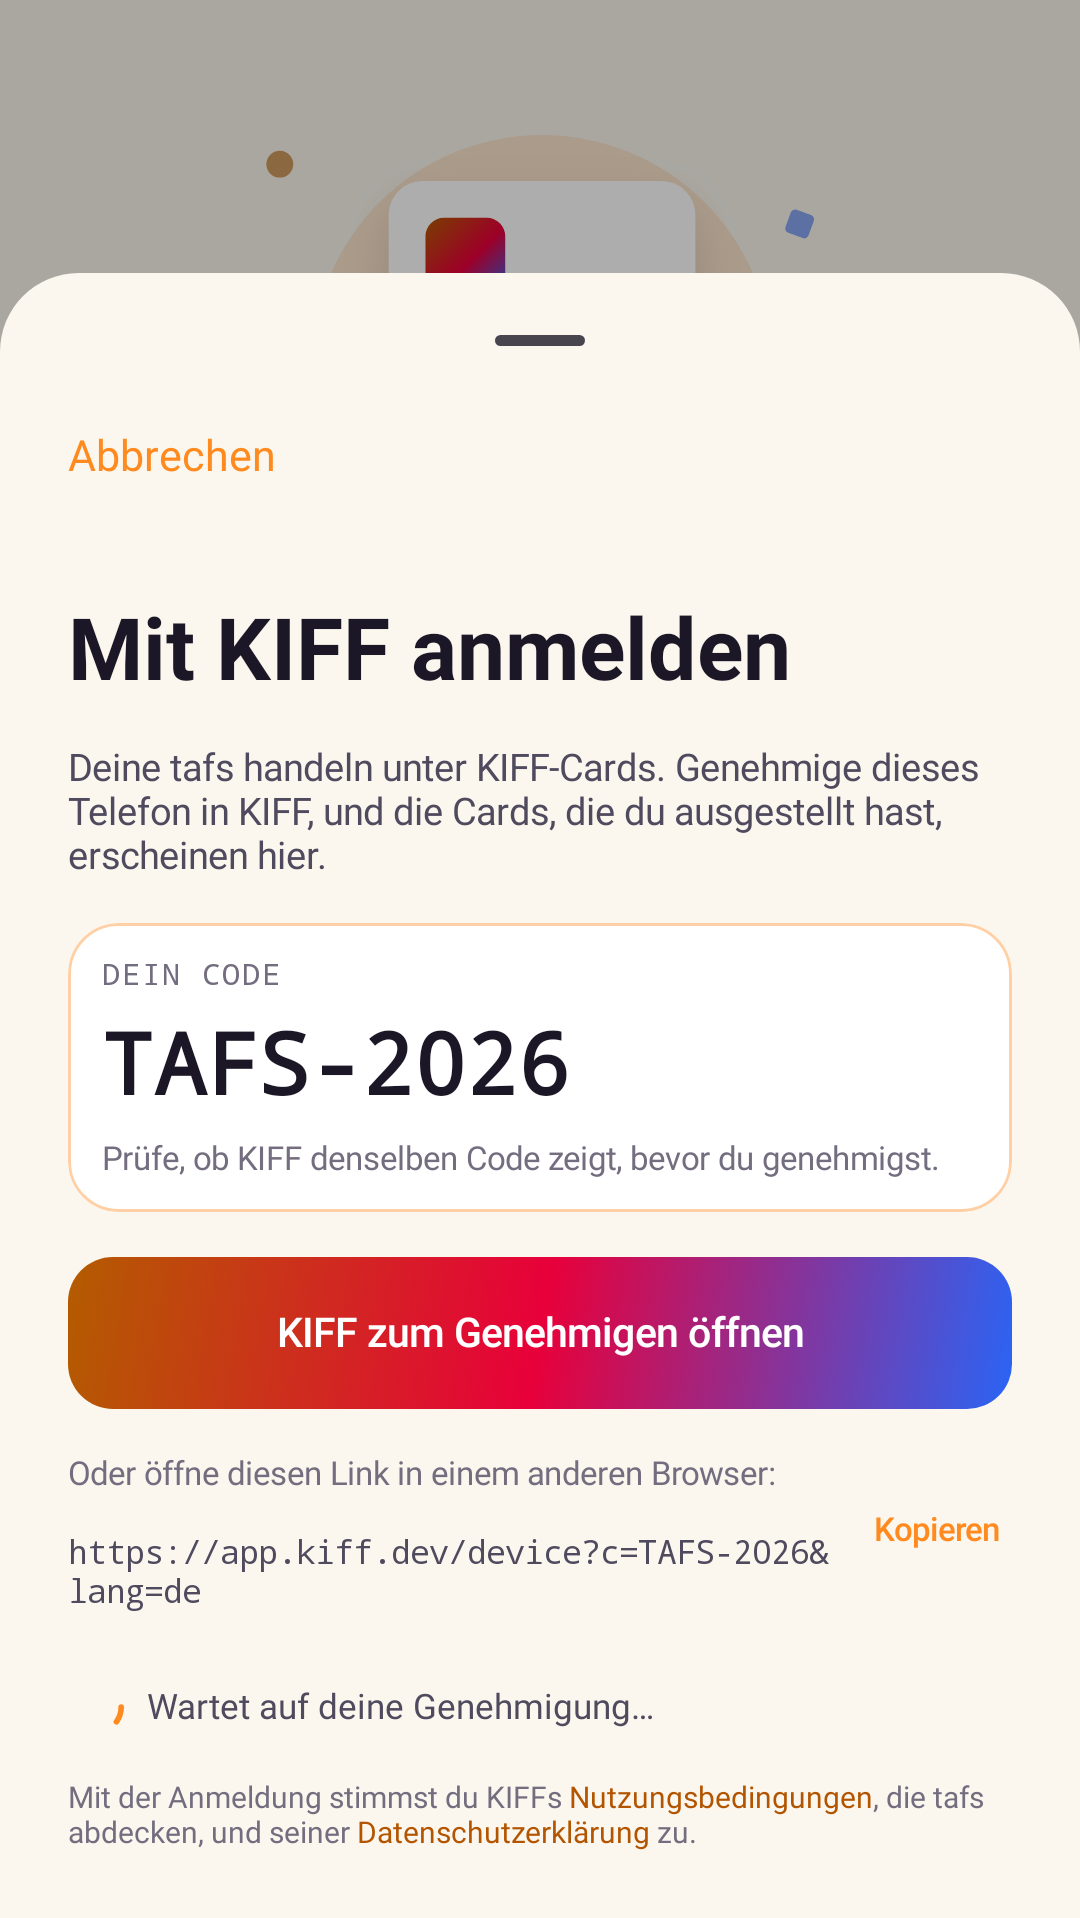 Abbrechen
Mit KIFF anmelden
Deine tafs handeln unter KIFF-Cards. Genehmige dieses
Telefon in KIFF, und die Cards, die du ausgestellt hast,
erscheinen hier.
DEIN CODE
TAFS-2026
Prüfe, ob KIFF denselben Code zeigt, bevor du genehmigst.
KIFF zum Genehmigen öffnen
Oder öffne diesen Link in einem anderen Browser:
Kopieren
https://app.kiff.dev/device?c=TAFS-2026&
lang=de
Wartet auf deine Genehmigung…
Mit der Anmeldung stimmst du KIFFs Nutzungsbedingungen, die tafs
abdecken, und seiner Datenschutzerklärung zu.